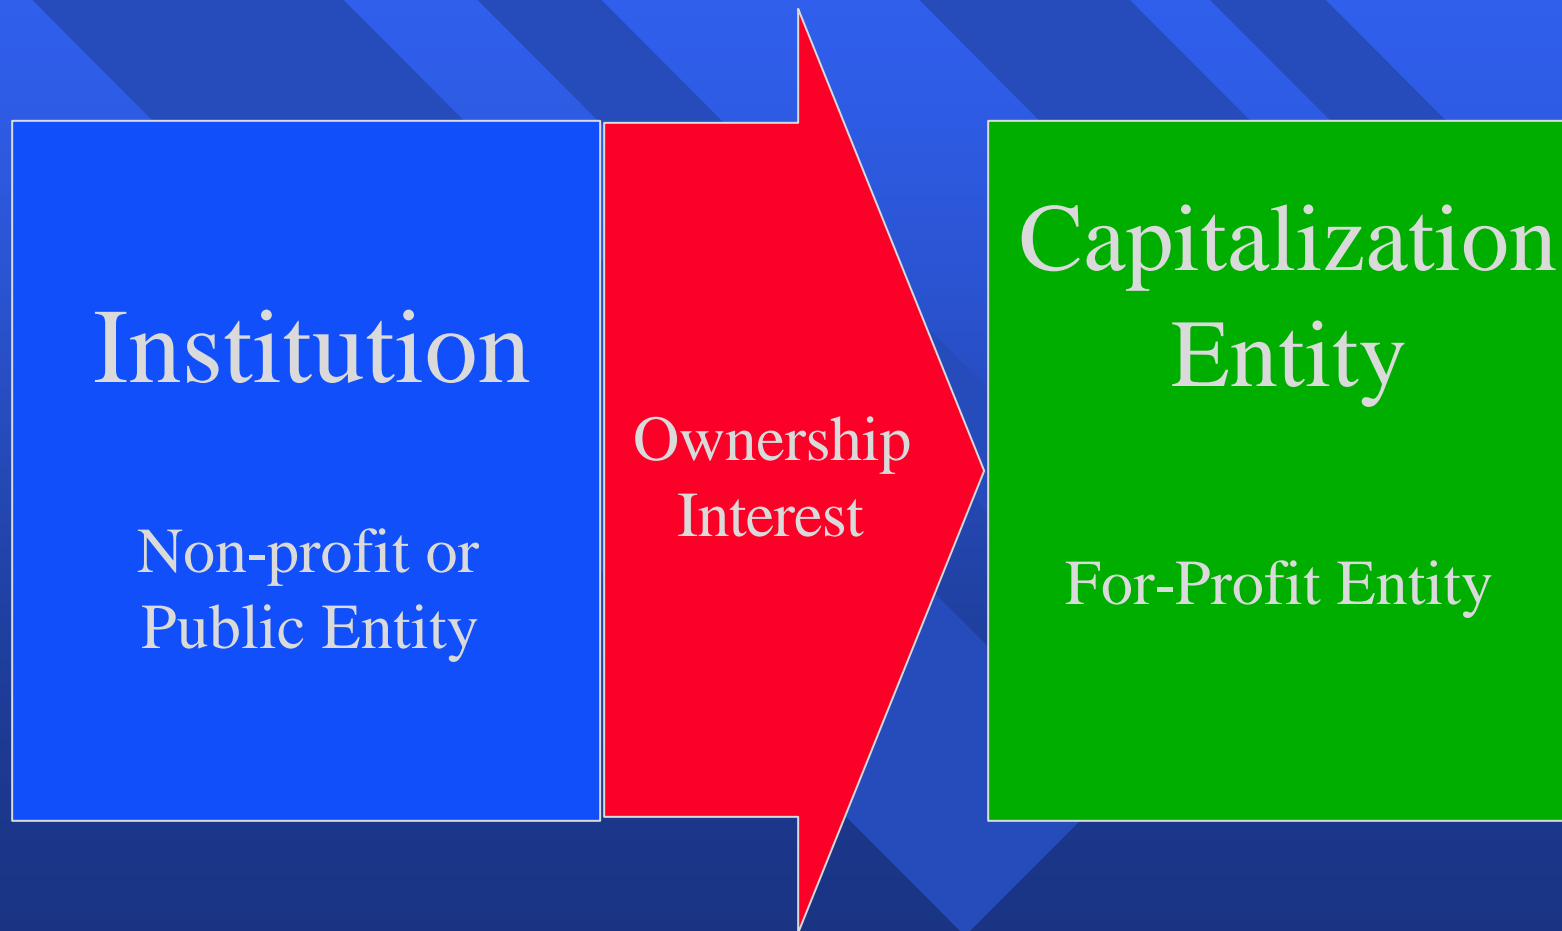 Institution
Non-profit or
Public Entity
Ownership
Interest
Capitalization
Entity
For-Profit Entity